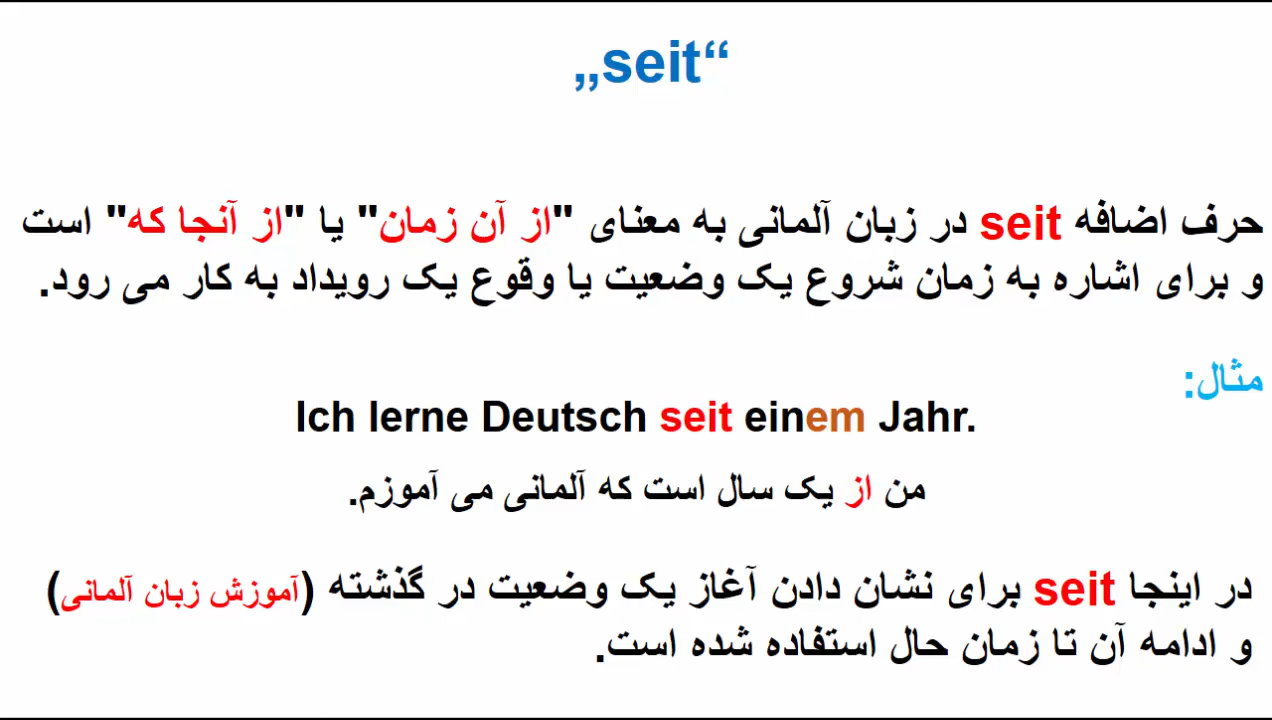 „seit“
حرف اضافه seit در زبان آلمانی به معنای "از آن زمان" یا "از آنجا که" است
و برای اشاره به زمان شروع یک وضعیت یا وقوع یک رویداد به کار می رود.
مثال:
Ich lerne Deutsch seit einem Jahr.
من از یک سال است که آلمانی می آموزم.
در اینجا seit برای نشان دادن آغاز یک وضعیت در گذشته (آموزش زبان آلمانی)
و ادامه آن تا زمان حال استفاده شده است.